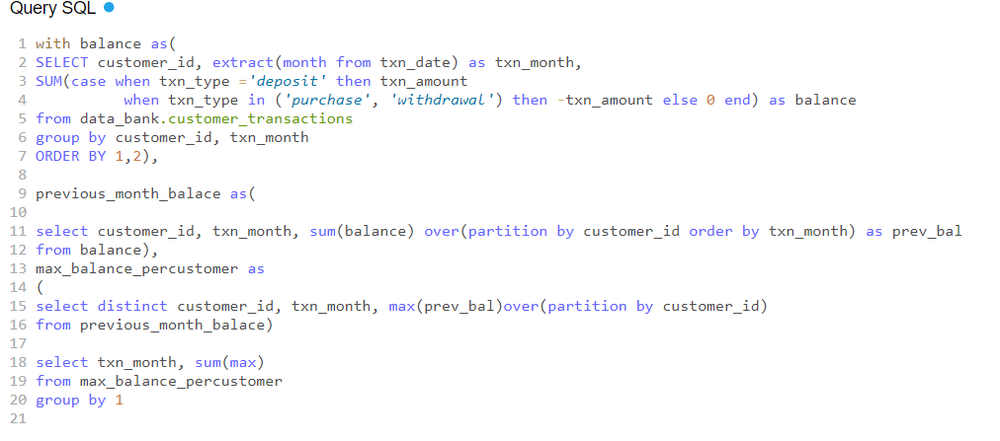 Query SQL
1 with balance as(
2 SELECT customer_id, extract(month from txn_date) as txn_month,
3 SUM(case when txn_type ='deposit' then txn_amount
4 when txn_type in ('purchase', 'withdrawal') then -txn_amount else 0 end) as balance
5 from data_bank.customer_transactions
6 group by customer_id, txn_month
7 ORDER BY 1,2),
8
9 previous_month_balace as(
10
11 select customer_id, txn_month, sum(balance) over(partition by customer_id order by txn_month) as prev_bal
12 from balance),
13 max_balance_percustomer as
14 (
15 select distinct customer_id, txn_month, max(prev_bal)over(partition by customer_id)
16 from previous_month_balace)
17
18 select txn_month, sum(max)
19 from max_balance_percustomer
20 group by 1
21